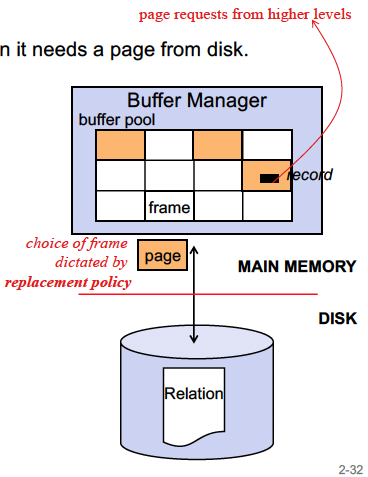 page requests from higher levels
n it needs a page from disk.
Buffer Manager
buffer pool
record
frame
choice of frame
dictated by
replacement policy
page
MAIN MEMORY
DISK
Relation
2-32